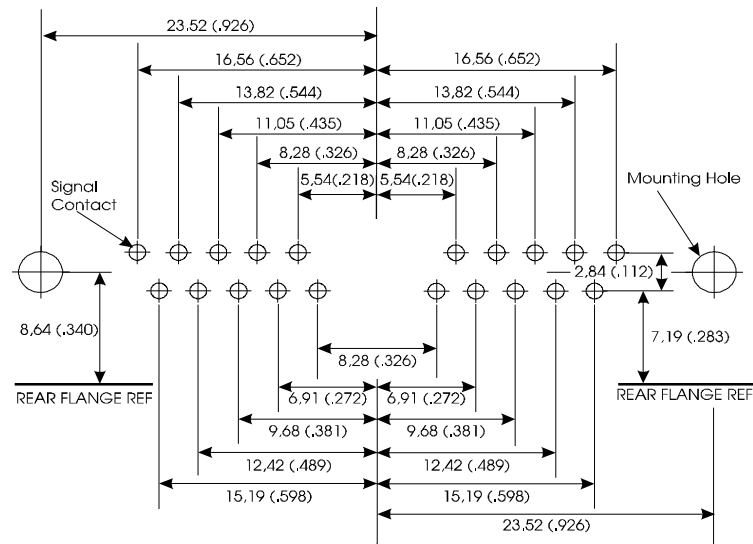 23,52 (.926)
16,56 (.652) 16,56 (.652)
13,82 (.544) 13,82 (.544)
11,05 (.435) 11,05 (.435)
8,28 (.326) 8,28 (.326)
5,54(.218) 5,54(.218)
Signal
Contact
Mounting Hole
2,84 (.112)
8,64 (.340)
7,19 (.283)
8,28 (.326)
REAR FLANGE REF REAR FLANGE REF
6,91 (.272) 6,91 (.272)
9,68 (.381) 9,68 (.381)
12,42 (.489) 12,42 (.489)
15,19 (.598) 15,19 (.598)
23,52 (.926)